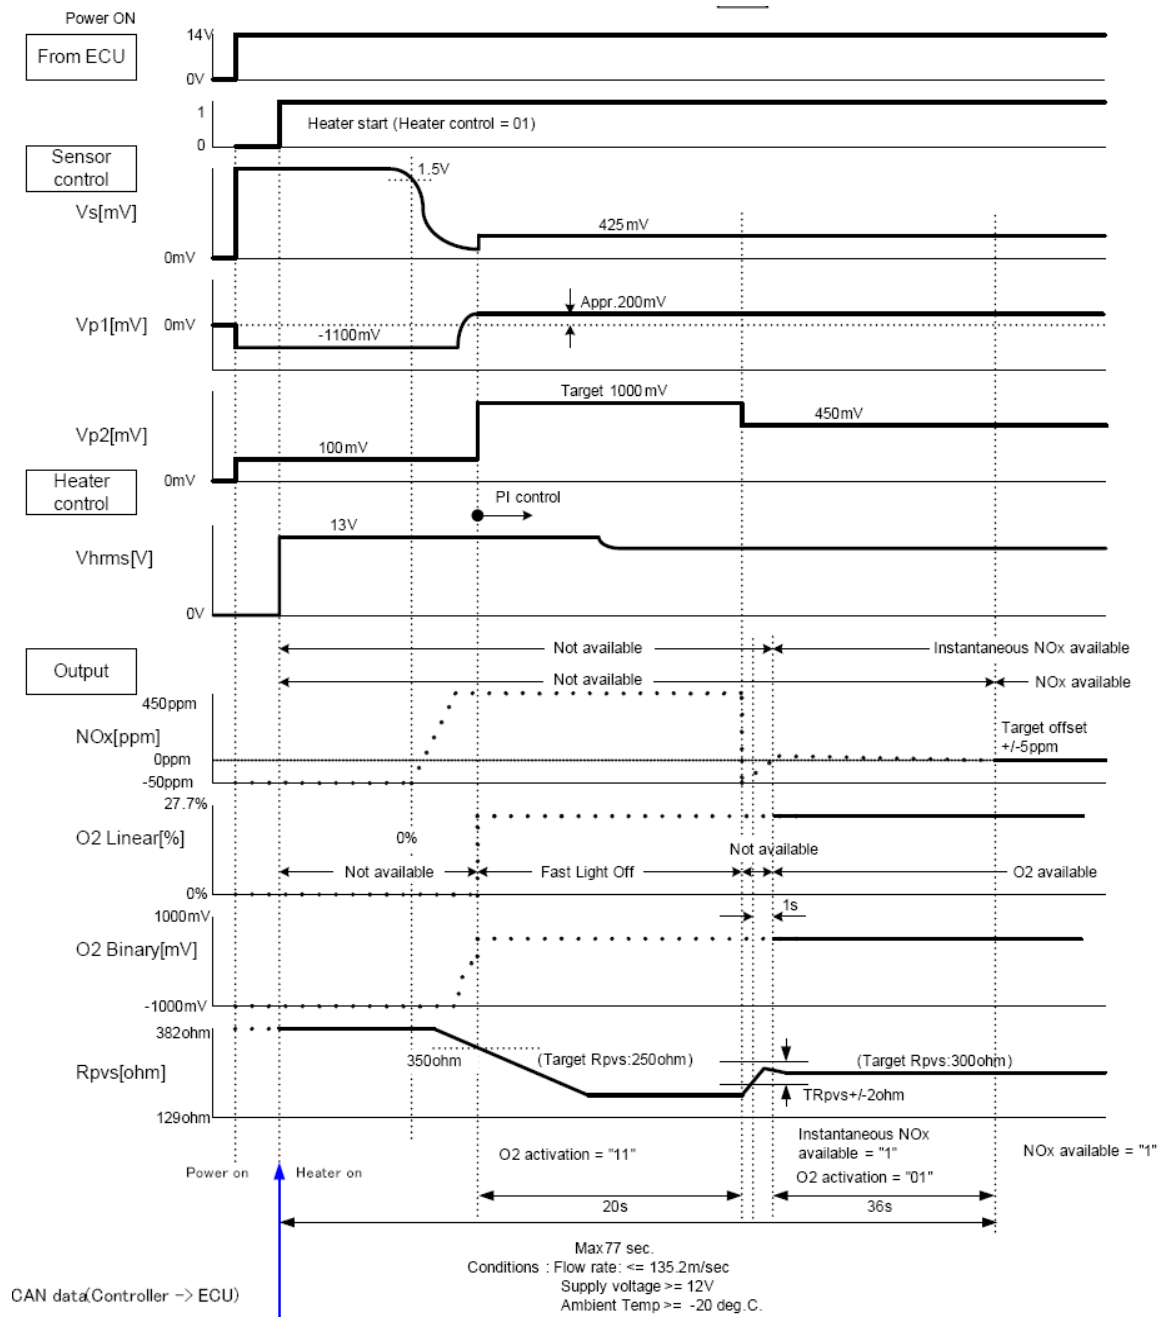 Power ON
14V
From ECU
0V
1
Heater start (Heater control = 01)
0
Sensor
control
1.5V
Vs[mV]
425mV
0mV
Appr.200mV
Vp1[mV]
0mV
-1100mV
Target 1000mV
450mV
Vp2[mV]
100mV
0mV
Heater
control
PI control
13V
Vhrms[V]
0V
Not available
Instantaneous NOx available
Output
Not available
NOx available
450ppm
NOx[ppm]
Target offset
+/-5ppm
0ppm
-50ppm
27.7%
O2 Linear[%]
0%
Not available
Not available
Fast Light Off
O2 available
0%
1000mV
1s
O2 Binary[mV]
-1000mV
382ohm
350ohm
(Target Rpvs:250ohm)
(Target Rpvs:300ohm)
Rpvs[ohm]
TRpvs+/-2ohm
129ohm
Instantaneous NOx
available = "1"
O2 activation = "11"
NOx available = "1"
Power on
Heater on
O2 activation = "01"
20s
36s
Max77 sec.
Conditions : Flow rate: <= 135.2m/sec
Supply voltage >= 12V
CAN data(Controller -> ECU)
Ambient Temp >= -20 deg.C.